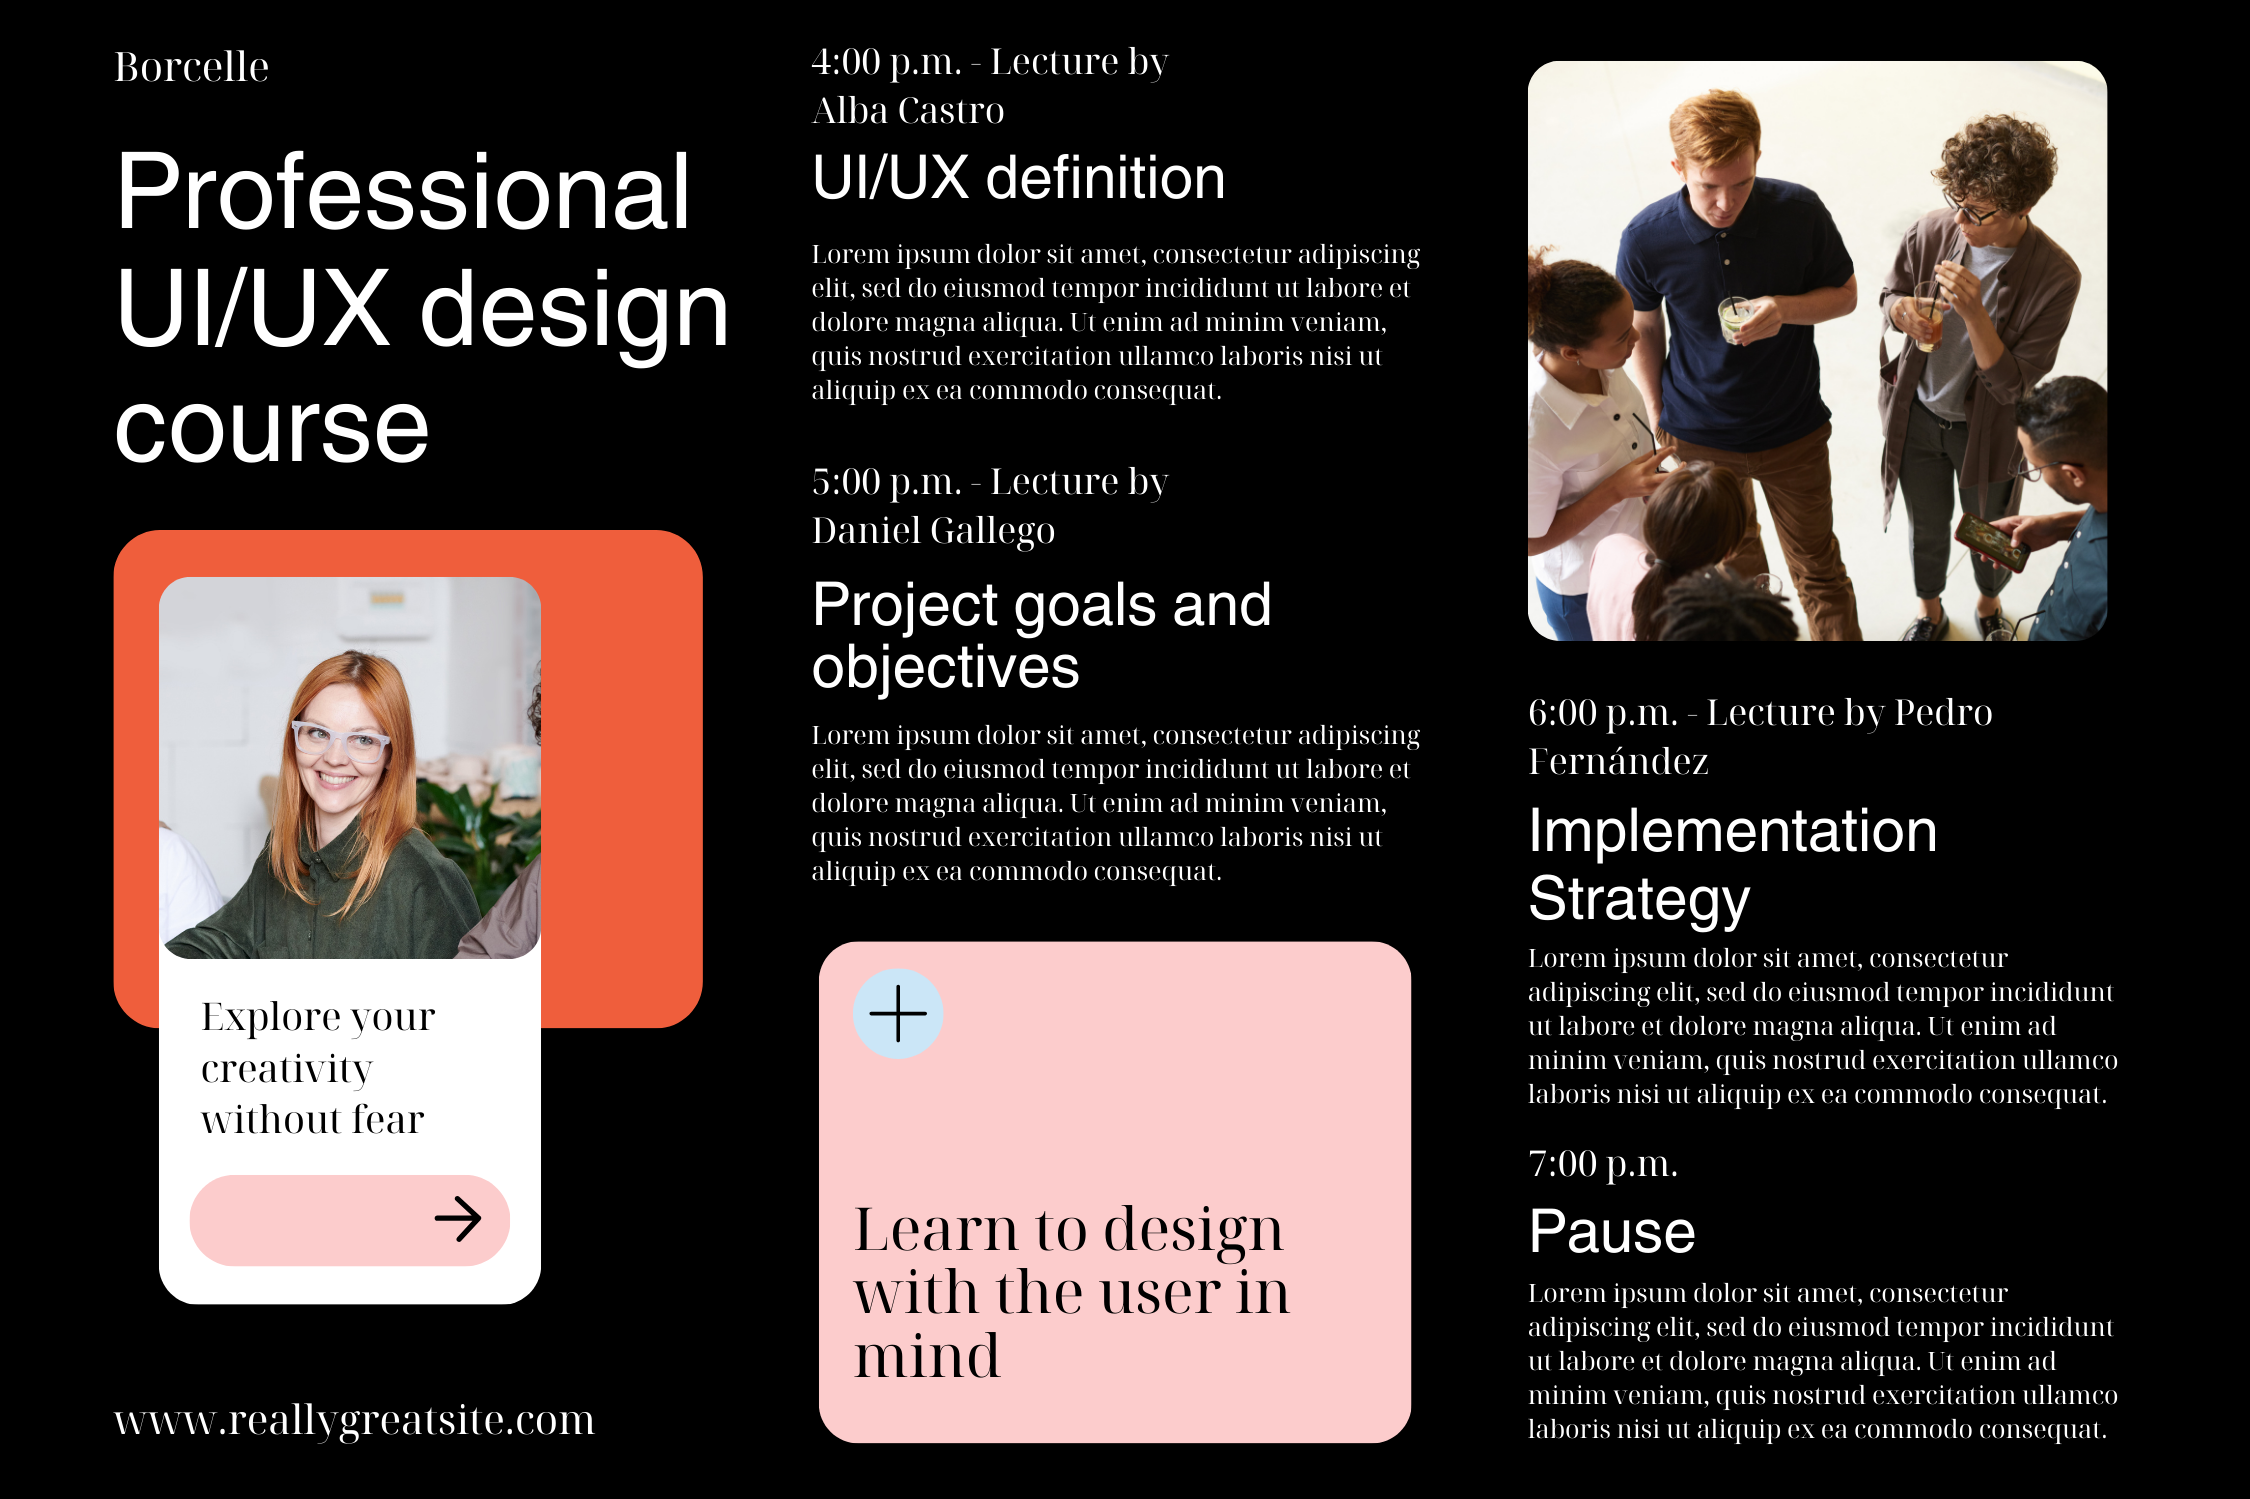 Borcelle
Professional
UI/UX design
course
Explore your
creativity
without fear
www.reallygreatsite.com
4:00 p.m. - Lecture by
Alba Castro
UI/UX definition
Lorem ipsum dolor sit amet, consectetur adipiscing
elit, sed do eiusmod tempor incididunt ut labore et
dolore magna aliqua. Ut enim ad minim veniam,
quis nostrud exercitation ullamco laboris nisi ut
aliquip ex ea commodo consequat.
5:00 p.m. - Lecture by
Daniel Gallego
Project goals and
objectives
Lorem ipsum dolor sit amet, consectetur adipiscing
elit, sed do eiusmod tempor incididunt ut labore et
dolore magna aliqua. Ut enim ad minim veniam,
quis nostrud exercitation ullamco laboris nisi ut
aliquip ex ea commodo consequat.
Learn to design
with the user in
mind
6:00 p.m. - Lecture by Pedro
Fernández
Implementation
Strategy
Lorem ipsum dolor sit amet, consectetur
adipiscing elit, sed do eiusmod tempor incididunt
ut labore et dolore magna aliqua. Ut enim ad
minim veniam, quis nostrud exercitation ullamco
laboris nisi ut aliquip ex ea commodo consequat.
7:00 p.m.
Pause
Lorem ipsum dolor sit amet, consectetur
adipiscing elit, sed do eiusmod tempor incididunt
ut labore et dolore magna aliqua. Ut enim ad
minim veniam, quis nostrud exercitation ullamco
laboris nisi ut aliquip ex ea commodo consequat.